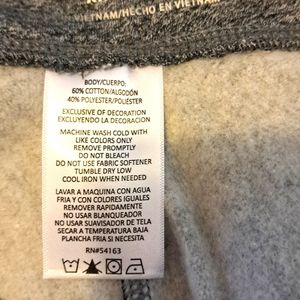 VIETNAM/HECHO EN VIETNAM
BODY/CUERPO:
60% COTTON/ALGODÓN
40% POLYESTER/POLIÉSTER
EXCLUSIVE OF DECORATION
EXCLUYENDO LA DECORACION
MACHINE WASH COLD WITH
LIKE COLORS ONLY
REMOVE PROMPTLY
DO NOT BLEACH
DO NOT USE FABRIC SOFTENER
TUMBLE DRY LOW
COOL IRON WHEN NEEDED
LAVAR A MAQUINA CON AGUA
FRIA Y CON COLORES IGUALES
REMOVER RAPIDAMENTE
NO USAR BLANQUEADOR
NO USAR SUAVISADOR DE TELA
SECAR A TEMPERATURA BAJA
PLANCHA FRIA SI NECESITA
RN#54163